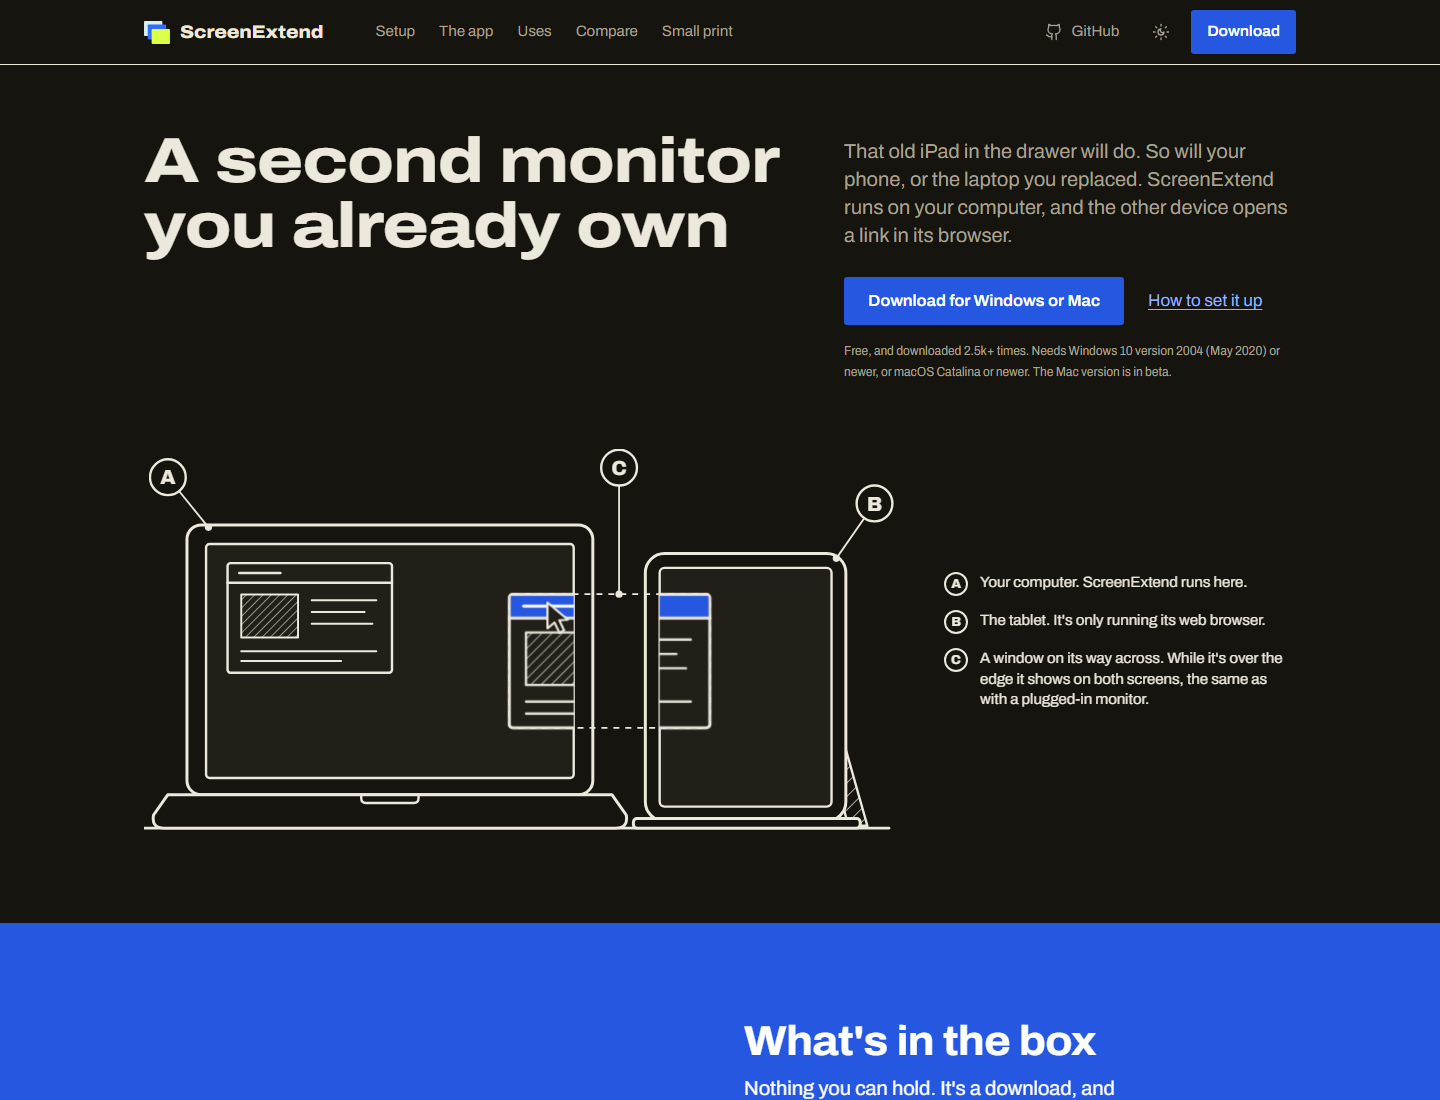 ScreenExtend
Setup
The app
Uses
Compare
Small print
GitHub
Download
A second monitor
you already own
That old iPad in the drawer will do. So will your
phone, or the laptop you replaced. ScreenExtend
runs on your computer, and the other device opens
a link in its browser.
Download for Windows or Mac
How to set it up
Free, and downloaded 2.5k+ times. Needs Windows 10 version 2004 (May 2020) or
newer, or macOS Catalina or newer. The Mac version is in beta.
A
C
B
A Your computer. ScreenExtend runs here.
B The tablet. It's only running its web browser.
C A window on its way across. While it's over the
edge it shows on both screens, the same as
with a plugged-in monitor.
What's in the box
Nothing you can hold. It's a download, and